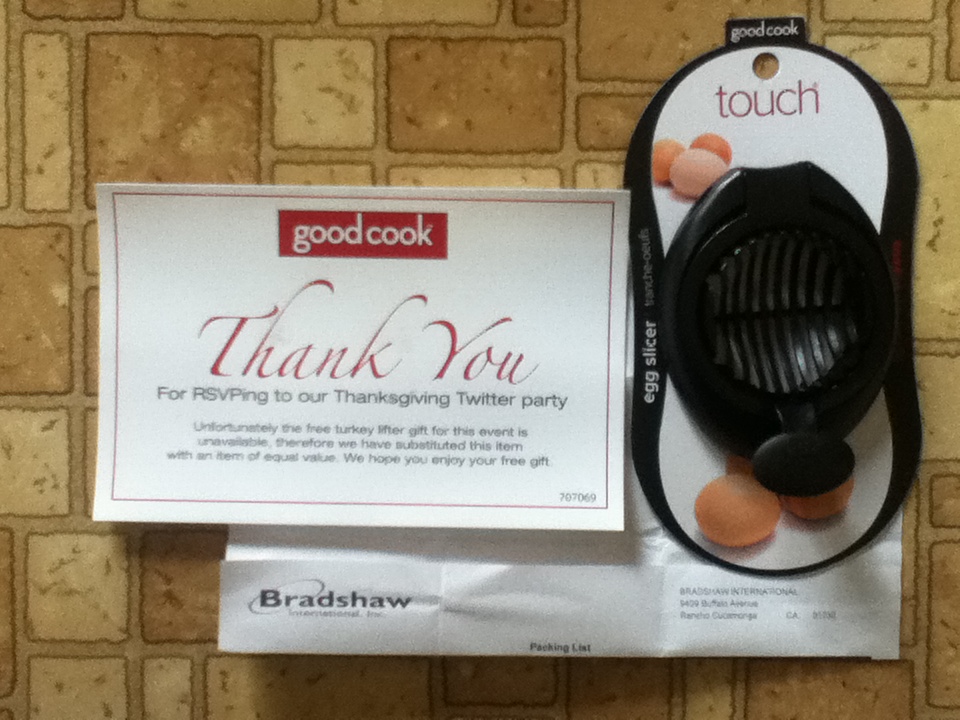 good cook
touch
good cook
Thank You
For RSVPing to our Thanksgiving Twitter party
Unfortunately the free turkey lifter gift for this event is
unavailable, therefore we have substituted this item
with an item of equal value. We hope you enjoy your free gift.
707069
egg slicer tranche-oeufs
Bradshaw
International, Inc.
Packing List
BRADSHAW INTERNATIONAL
9409 Buffalo Avenue
Rancho Cucamonga CA